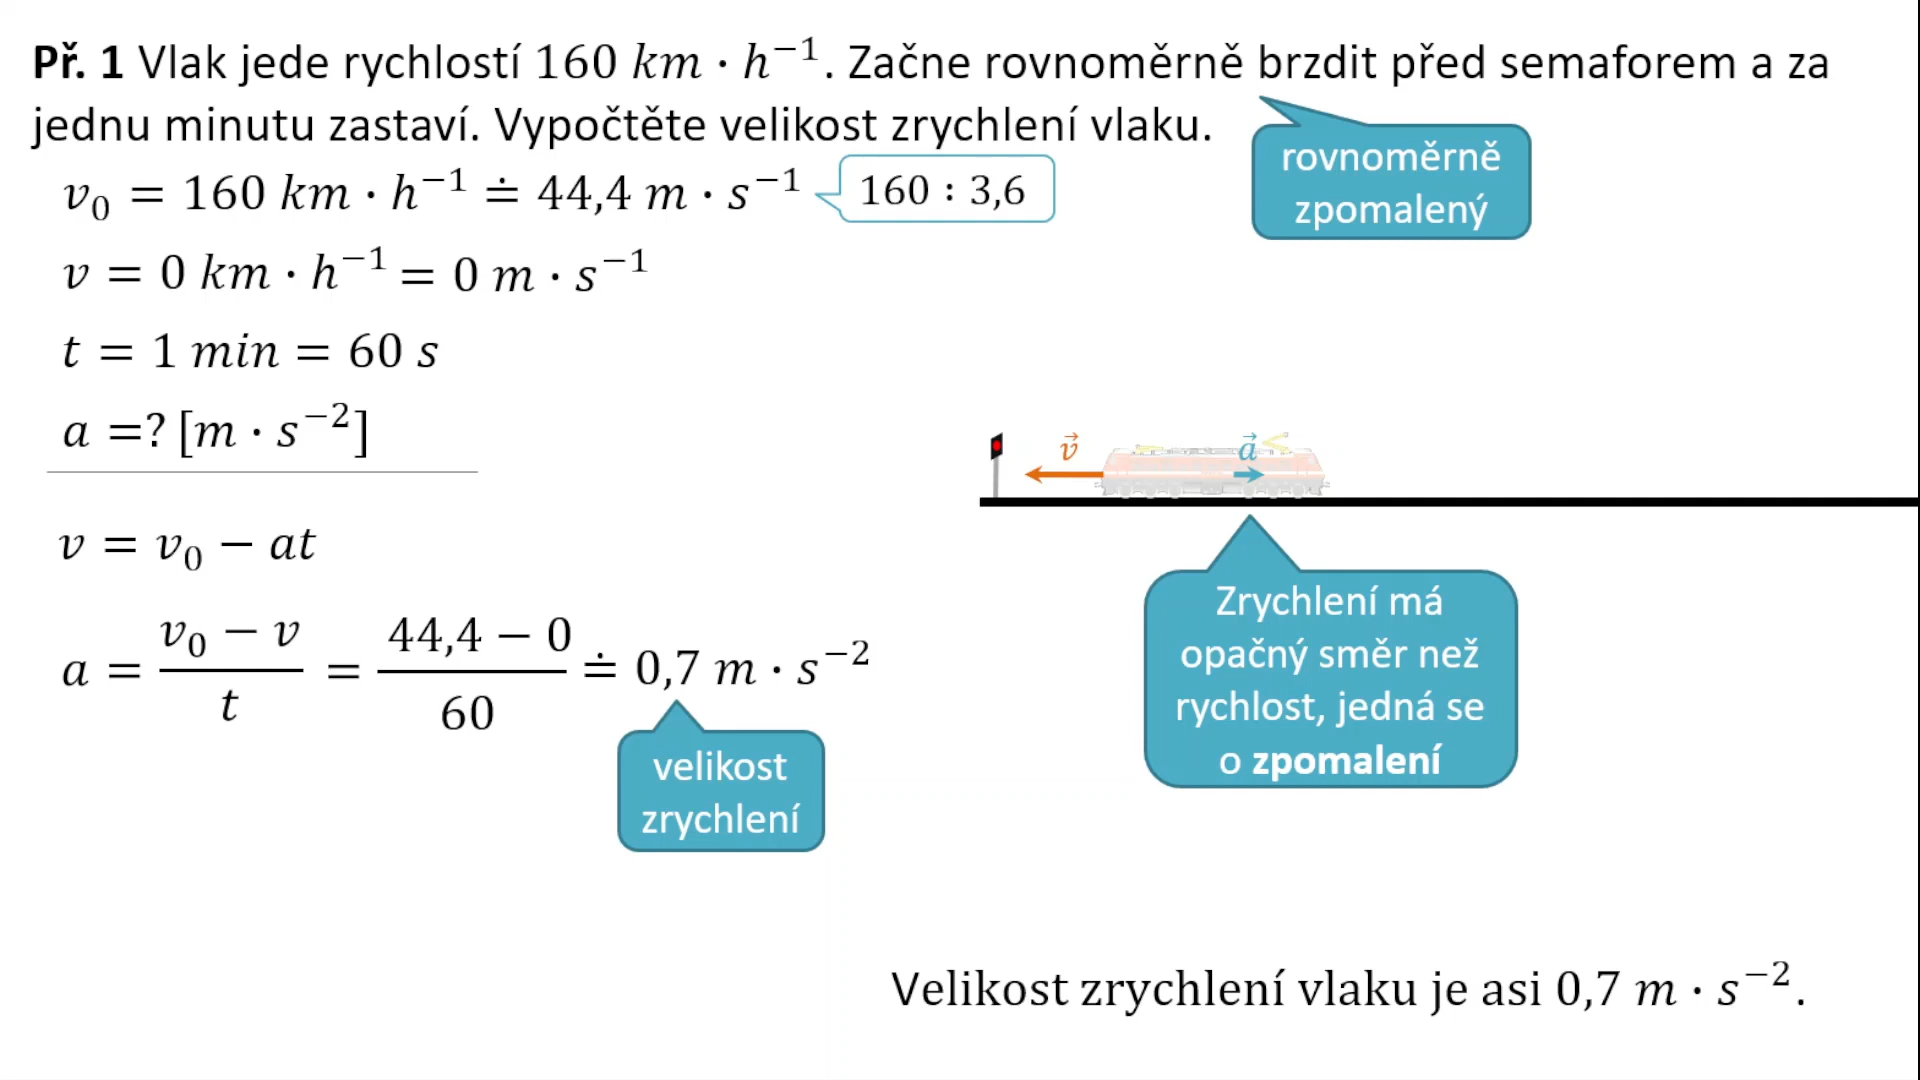 Př. 1 Vlak jede rychlostí 160 km · h⁻¹. Začne rovnoměrně brzdit před semaforem a za
jednu minutu zastaví. Vypočtěte velikost zrychlení vlaku.
rovnoměrně
zpomalený
v₀ = 160 km · h⁻¹ ≐ 44,4 m · s⁻¹
160 : 3,6
v = 0 km · h⁻¹ = 0 m · s⁻¹
t = 1 min = 60 s
a =? [m · s⁻²]
v⃗
a⃗
v = v₀ − at
a = (v₀ − v)/t = (44,4 − 0)/60 ≐ 0,7 m · s⁻²
velikost
zrychlení
Zrychlení má
opačný směr než
rychlost, jedná se
o zpomalení
Velikost zrychlení vlaku je asi 0,7 m · s⁻².